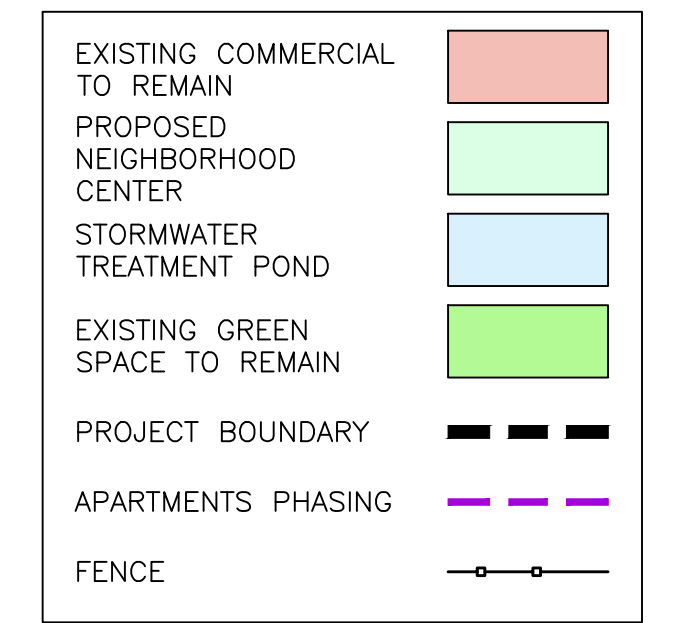 EXISTING COMMERCIAL
TO REMAIN
PROPOSED
NEIGHBORHOOD
CENTER
STORMWATER
TREATMENT POND
EXISTING GREEN
SPACE TO REMAIN
PROJECT BOUNDARY
APARTMENTS PHASING
FENCE